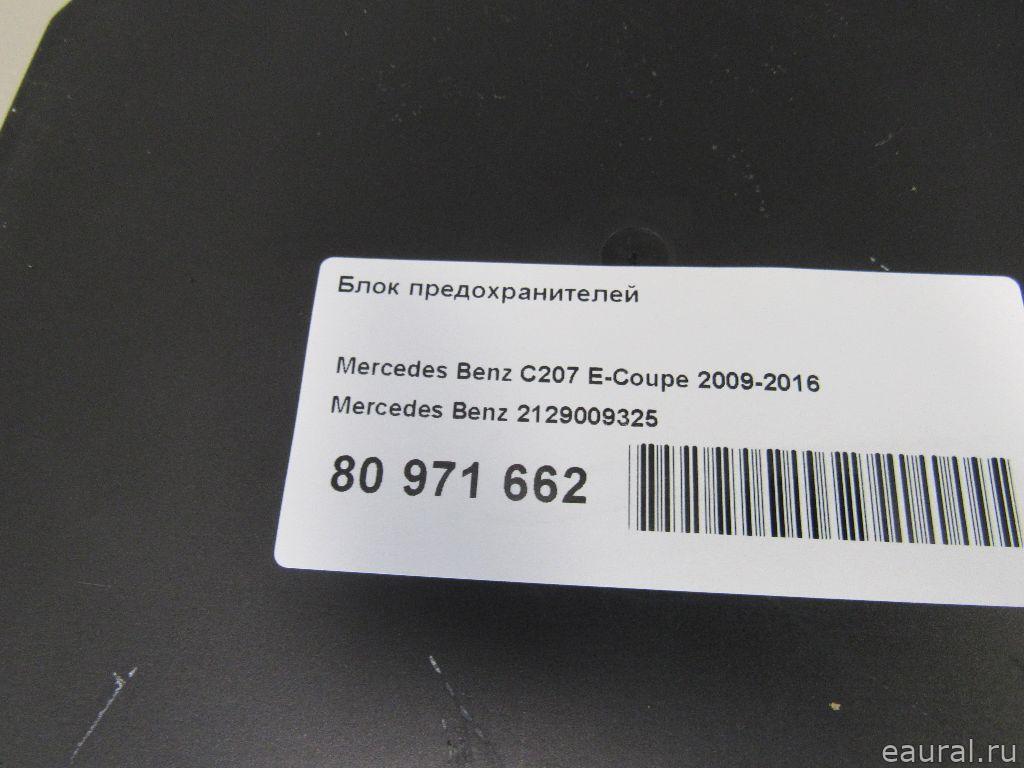 Блок предохранителей
Mercedes Benz C207 E-Coupe 2009-2016
Mercedes Benz 2129009325
80 971 662
eaural.ru